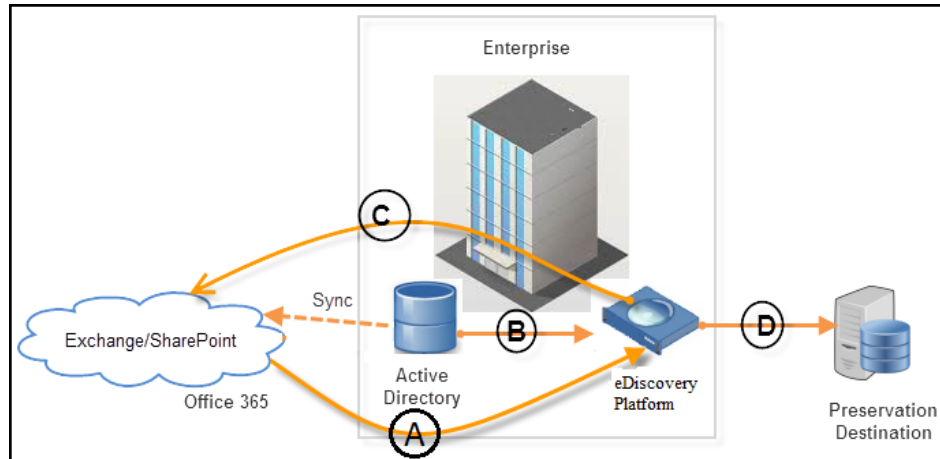 Enterprise
C
Sync
Exchange/SharePoint
B
D
Office 365
Active
Directory
eDiscovery
Platform
A
Preservation
Destination